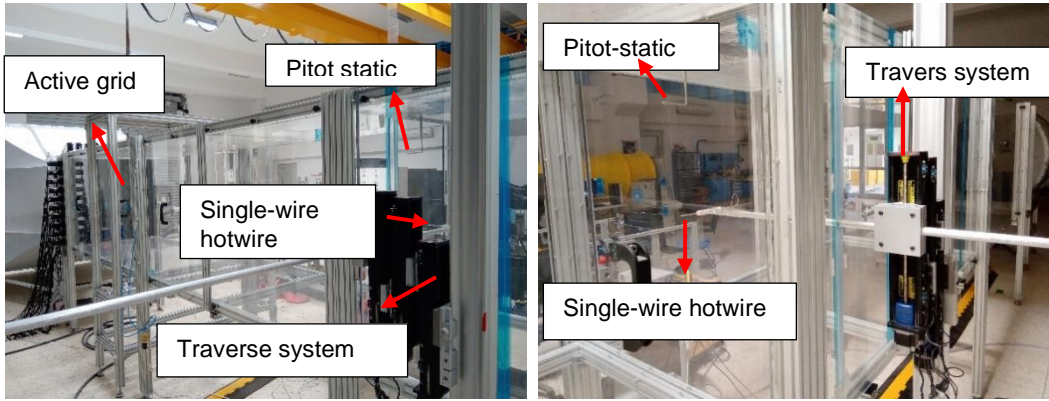 Active grid
Pitot static
Single-wire
hotwire
Traverse system
Pitot-static
Travers system
Single-wire hotwire